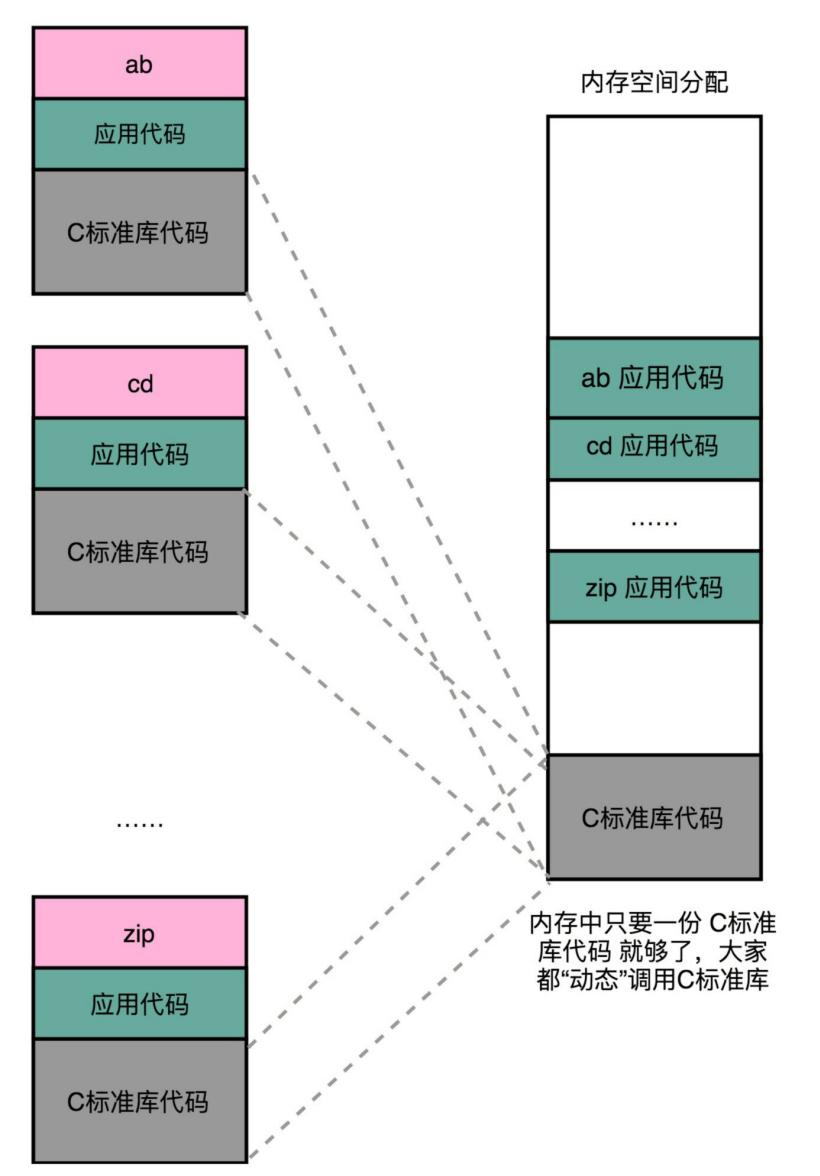 ab
应用代码
C标准库代码
cd
应用代码
C标准库代码
……
zip
应用代码
C标准库代码
内存空间分配
ab 应用代码
cd 应用代码
……
zip 应用代码
C标准库代码
内存中只要一份 C标准
库代码 就够了，大家
都“动态”调用C标准库